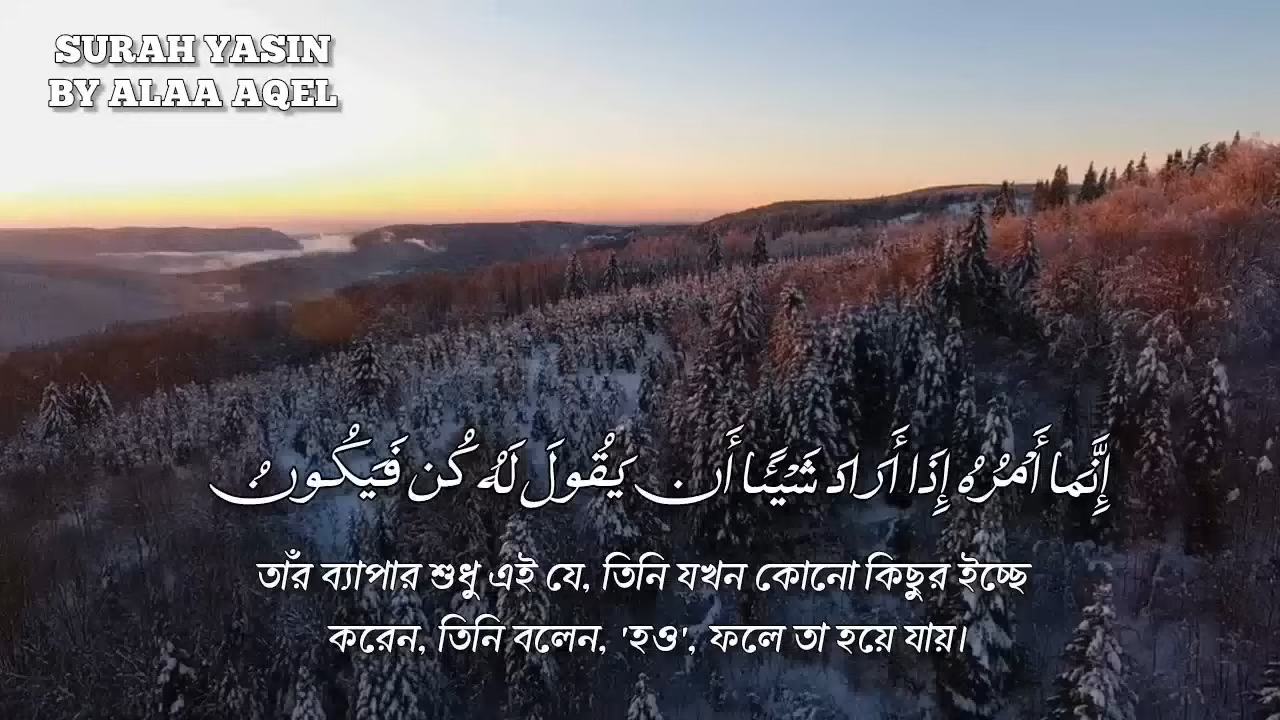 SURAH YASIN
BY ALAA AQEL
إِنَّمَا أَمْرُهُ إِذَا أَرَادَ شَيْئًا أَن يَقُولَ لَهُ كُن فَيَكُونُ
তাঁর ব্যাপার শুধু এই যে, তিনি যখন কোনো কিছুর ইচ্ছে
করেন, তিনি বলেন, 'হও', ফলে তা হয়ে যায়।